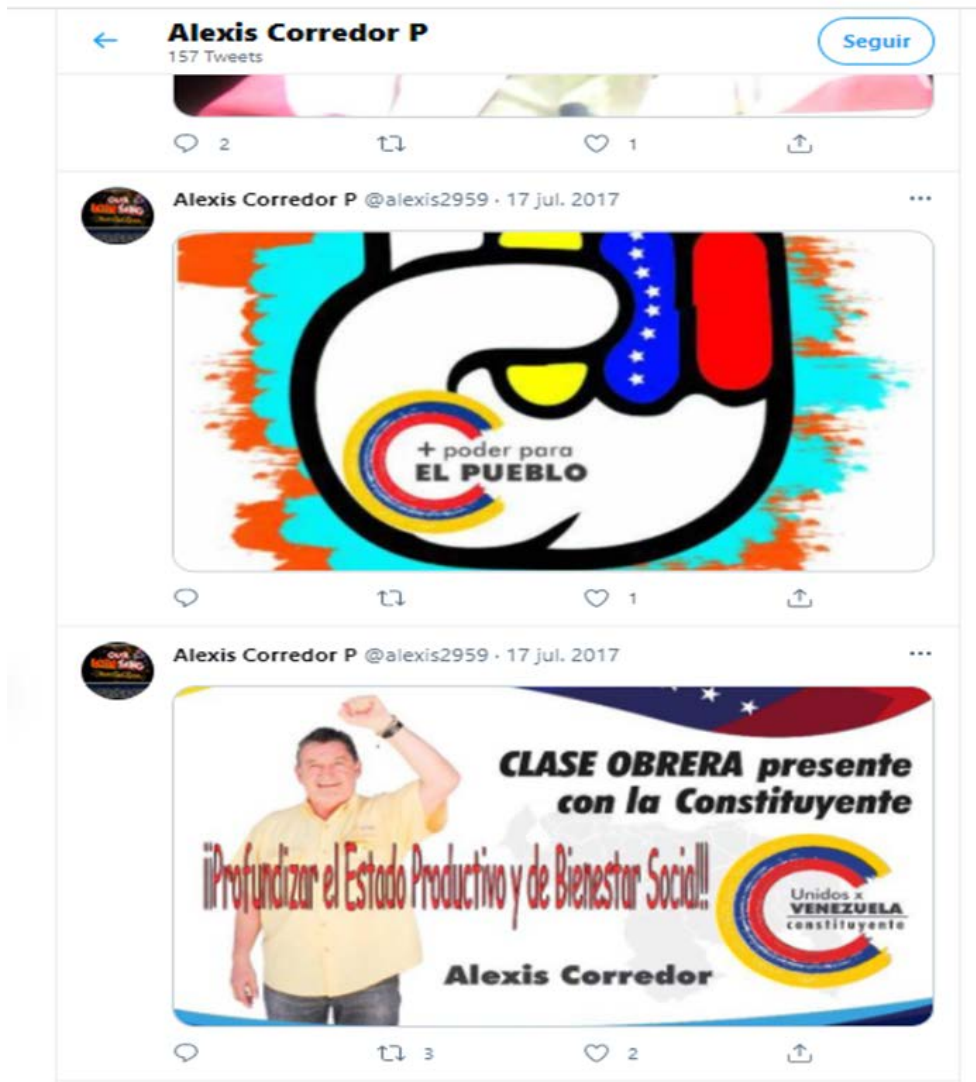 Alexis Corredor P
157 Tweets
Seguir
2
1
Alexis Corredor P @alexis2959 · 17 jul. 2017
+ poder para
EL PUEBLO
1
Alexis Corredor P @alexis2959 · 17 jul. 2017
CLASE OBRERA presente
con la Constituyente
¡¡Profundizar el Estado Productivo y de Bienestar Social!!
Unidos x
VENEZUELA
constituyente
Alexis Corredor
3
2